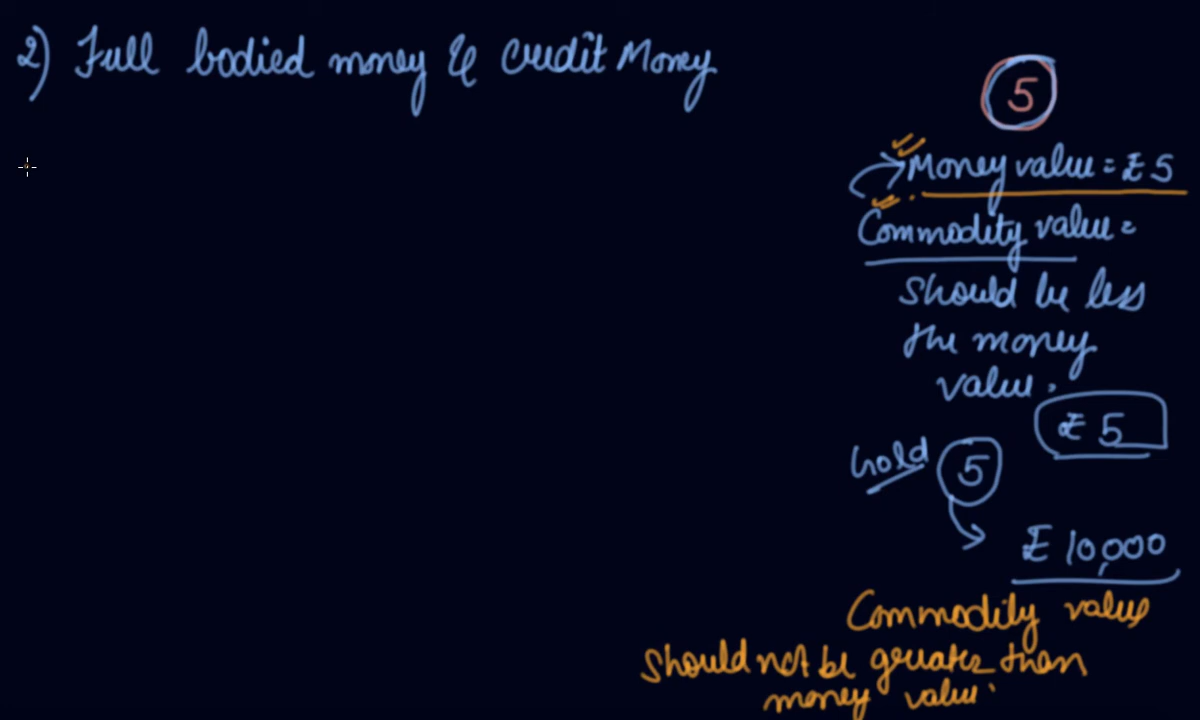 2) Full bodied money & Credit Money
5
Money value = ₹ 5
Commodity value =
should be less
the money
value.
₹ 5
Gold 5
₹ 10,000
Commodity value
should not be greater than
money value.